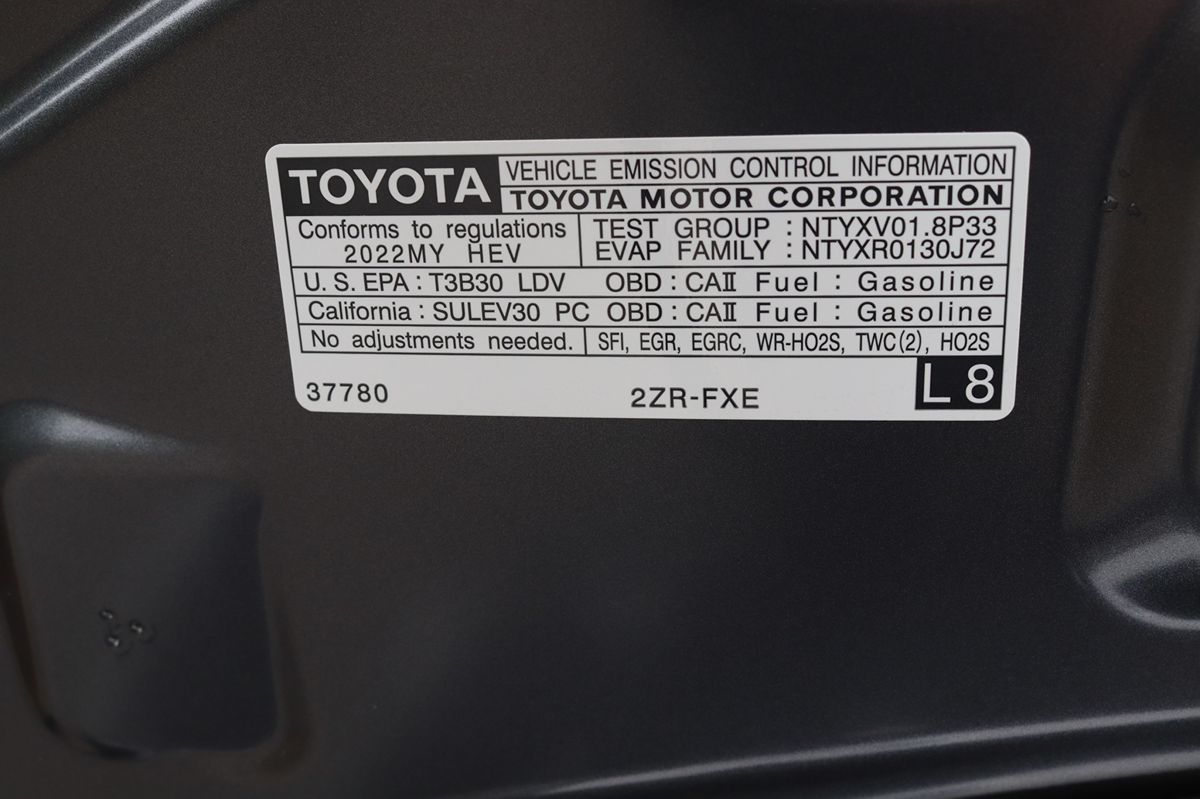 TOYOTA VEHICLE EMISSION CONTROL INFORMATION
TOYOTA MOTOR CORPORATION
Conforms to regulations
2022MY HEV
TEST GROUP : NTYXV01.8P33
EVAP FAMILY : NTYXR0130J72
U.S. EPA : T3B30 LDV OBD : CAⅡ Fuel : Gasoline
California : SULEV30 PC OBD : CAⅡ Fuel : Gasoline
No adjustments needed. SFI, EGR, EGRC, WR-HO2S, TWC(2), HO2S
37780 2ZR-FXE L 8